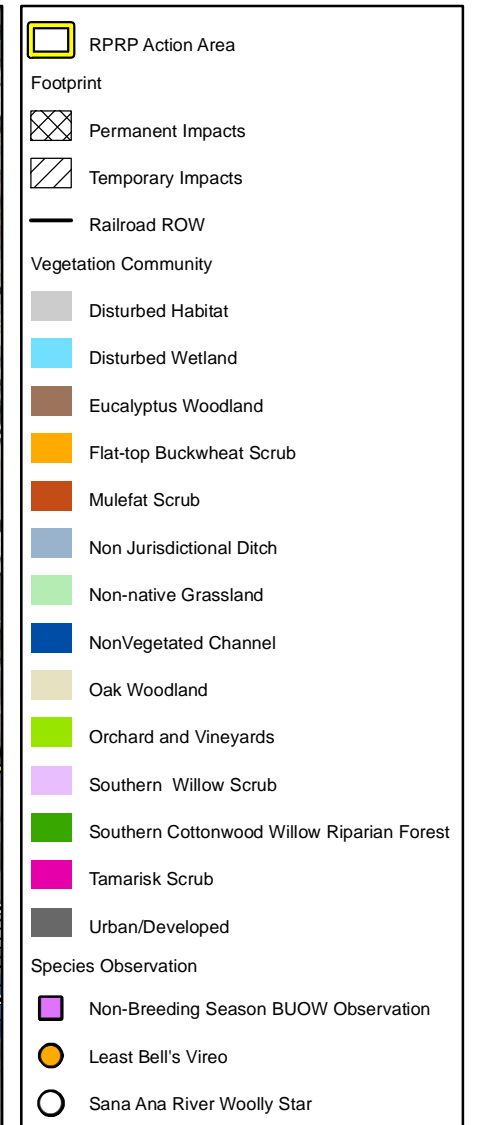 RPRP Action Area
Footprint
Permanent Impacts
Temporary Impacts
Railroad ROW
Vegetation Community
Disturbed Habitat
Disturbed Wetland
Eucalyptus Woodland
Flat-top Buckwheat Scrub
Mulefat Scrub
Non Jurisdictional Ditch
Non-native Grassland
NonVegetated Channel
Oak Woodland
Orchard and Vineyards
Southern  Willow Scrub
Southern Cottonwood Willow Riparian Forest
Tamarisk Scrub
Urban/Developed
Species Observation
Non-Breeding Season BUOW Observation
Least Bell's Vireo
Sana Ana River Woolly Star